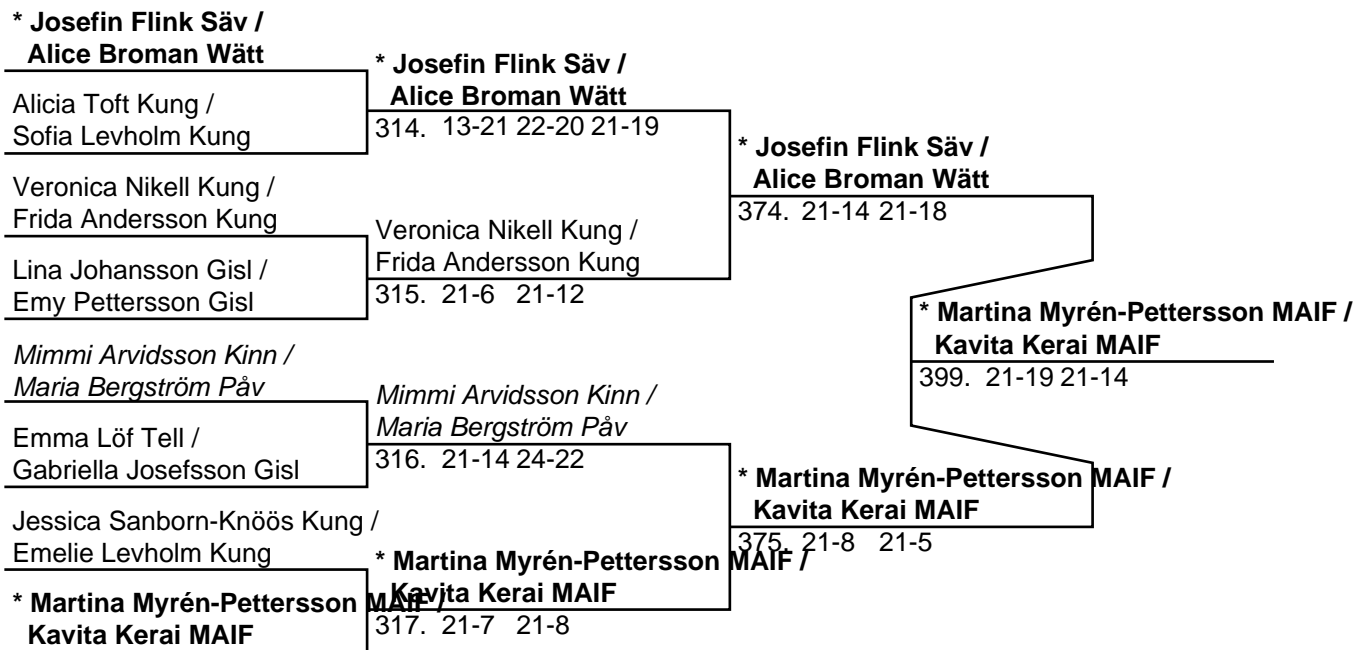 * Josefin Flink Säv /
Alice Broman Wätt
Alicia Toft Kung /
Sofia Levholm Kung
Veronica Nikell Kung /
Frida Andersson Kung
Lina Johansson Gisl /
Emy Pettersson Gisl
Mimmi Arvidsson Kinn /
Maria Bergström Påv
Emma Löf Tell /
Gabriella Josefsson Gisl
Jessica Sanborn-Knöös Kung /
Emelie Levholm Kung
* Martina Myrén-Pettersson MAIF /
Kavita Kerai MAIF
* Josefin Flink Säv /
Alice Broman Wätt
314. 13-21 22-20 21-19
Veronica Nikell Kung /
Frida Andersson Kung
315. 21-6 21-12
Mimmi Arvidsson Kinn /
Maria Bergström Påv
316. 21-14 24-22
* Martina Myrén-Pettersson MAIF /
Kavita Kerai MAIF
317. 21-7 21-8
* Josefin Flink Säv /
Alice Broman Wätt
374. 21-14 21-18
* Martina Myrén-Pettersson MAIF /
Kavita Kerai MAIF
375. 21-8 21-5
* Martina Myrén-Pettersson MAIF /
Kavita Kerai MAIF
399. 21-19 21-14